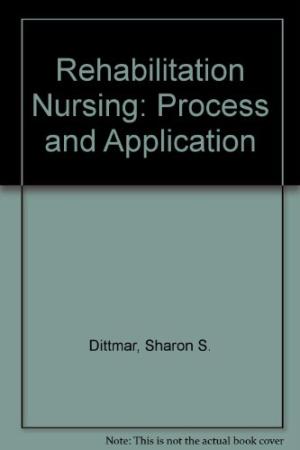 Rehabilitation
Nursing: Process
and Application
Dittmar, Sharon S.
Note: This is not the actual book cover